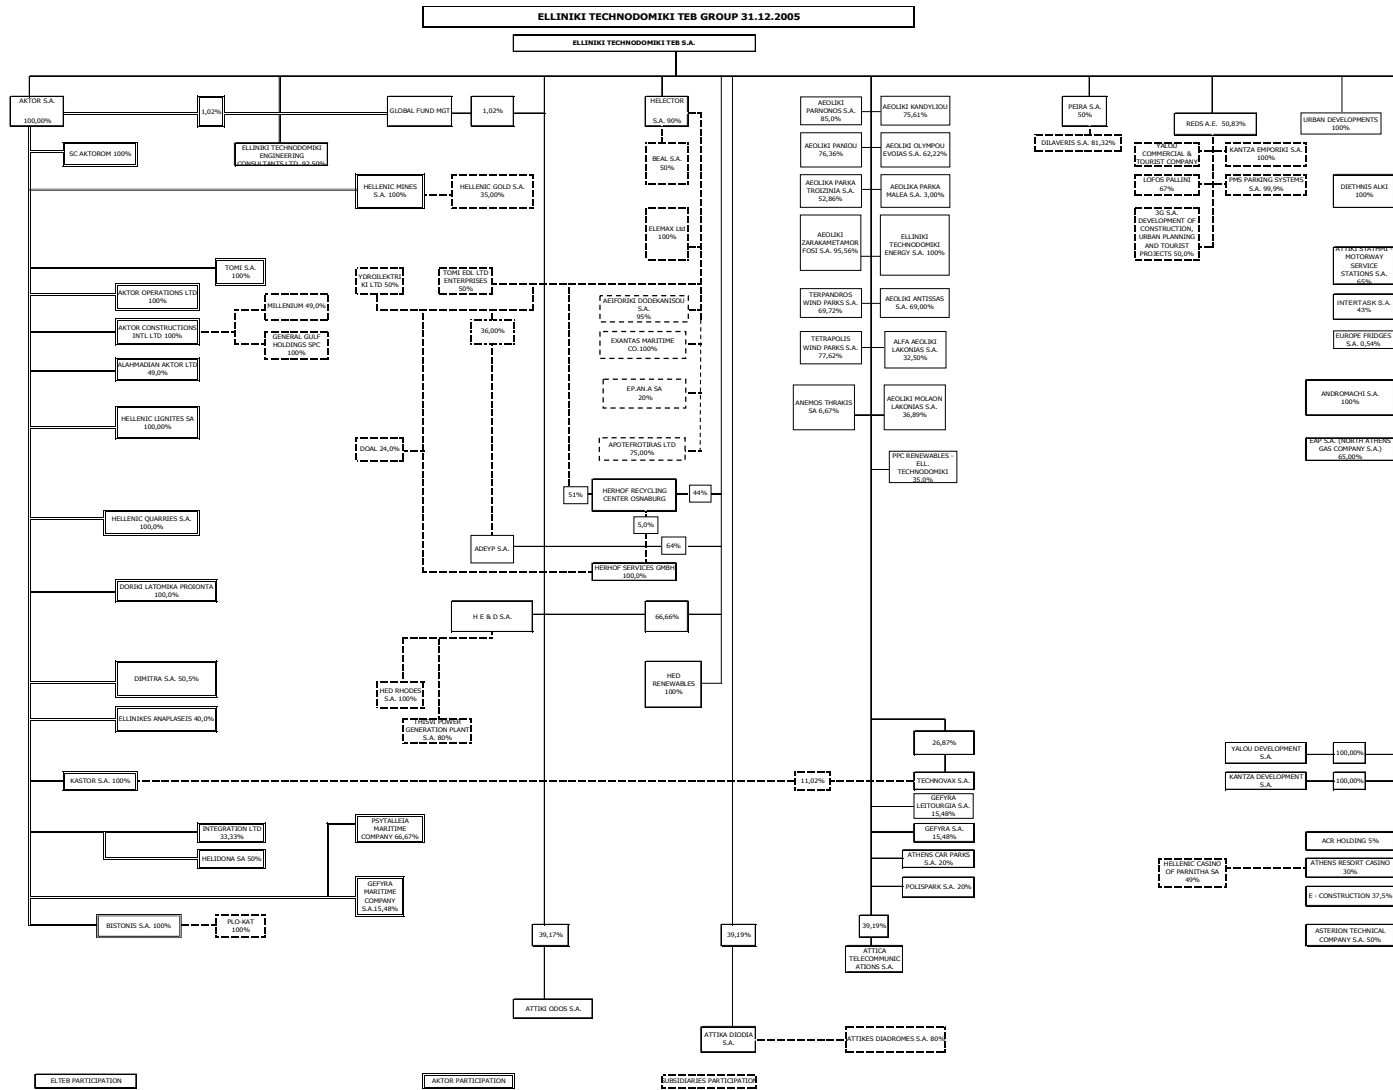 ELLINIKI TECHNODOMIKI TEB GROUP 31.12.2005
ELLINIKI TECHNODOMIKI TEB S.A.
AKTOR S.A.
100,00%
1,02%
GLOBAL FUND MGT
1,02%
HELECTOR
S.A. 90%
SC AKTOROM 100%
ELLINIKI TECHNODOMIKI
ENGINEERING
CONSULTANTS LTD 92,50%
BEAL S.A.
50%
HELLENIC MINES
S.A. 100%
HELLENIC GOLD S.A.
35,00%
ELEMAX Ltd
100%
TOMI S.A.
100%
YDROILEKTRI
KI LTD 50%
TOMI EDL LTD
ENTERPRISES
50%
AKTOR OPERATIONS LTD
100%
MILLENIUM 49,0%
AEIFORIKI DODEKANISOU
S.A.
95%
AKTOR CONSTRUCTIONS
INTL LTD 100%
GENERAL GULF
HOLDINGS SPC
100%
36,00%
EXANTAS MARITIME
CO.100%
ALAHMADIAN AKTOR LTD
49,0%
EP.AN.A SA
20%
HELLENIC LIGNITES SA
100,00%
DOAL 24,0%
APOTEFROTIRAS LTD
75,00%
51%
HERHOF RECYCLING
CENTER OSNABURG
44%
HELLENIC QUARRIES S.A.
100,0%
5,0%
ADEYP S.A.
64%
HERHOF SERVICES GMBH
100,0%
DORIKI LATOMIKA PROIONTA
100,0%
H E & D S.A.
66,66%
DIMITRA S.A. 50,5%
HED RHODES
S.A. 100%
HED
RENEWABLES
100%
ELLINIKES ANAPLASEIS 40,0%
THISVI POWER
GENERATION PLANT
S.A. 80%
KASTOR S.A. 100%
11,02%
INTEGRATION LTD
33,33%
PSYTALLEIA
MARITIME
COMPANY 66,67%
HELIDONA SA 50%
GEFYRA
MARITIME
COMPANY
S.A.15,48%
BISTONIS S.A. 100%
PLO-KAT
100%
39,17%
39,19%
ATTIKI ODOS S.A.
ATTIKA DIODIA
S.A.
ATTIKES DIADROMES S.A. 80%
AEOLIKI
PARNONOS S.A.
85,0%
AEOLIKI KANDYLIOU
75,61%
AEOLIKI PANIOU
76,36%
AEOLIKI OLYMPOU
EVOIAS S.A. 62,22%
AEOLIKA PARKA
TROIZINIA S.A.
52,86%
AEOLIKA PARKA
MALEA S.A. 3,00%
AEOLIKI
ZARAKAMETAMOR
FOSI S.A. 95,56%
ELLINIKI
TECHNODOMIKI
ENERGY S.A. 100%
TERPANDROS
WIND PARKS S.A.
69,72%
AEOLIKI ANTISSAS
S.A. 69,00%
TETRAPOLIS
WIND PARKS S.A.
77,62%
ALFA AEOLIKI
LAKONIAS S.A.
32,50%
ANEMOS THRAKIS
SA 6,67%
AEOLIKI MOLAON
LAKONIAS S.A.
36,89%
PPC RENEWABLES -
ELL.
TECHNODOMIKI
35,0%
26,87%
TECHNOVAX S.A.
GEFYRA
LEITOURGIA S.A.
15,48%
GEFYRA S.A.
15,48%
ATHENS CAR PARKS
S.A. 20%
POLISPARK S.A. 20%
39,19%
ATTICA
TELECOMMUNIC
ATIONS S.A.
PEIRA S.A.
50%
DILAVERIS S.A. 81,32%
REDS A.E. 50,83%
YALOU
COMMERCIAL &
TOURIST COMPANY
KANTZA EMPORIKI S.A.
100%
LOFOS PALLINI
67%
PMS PARKING SYSTEMS
S.A. 99,9%
3G S.A.
DEVELOPMENT OF
CONSTRUCTION,
URBAN PLANNING
AND TOURIST
PROJECTS 50,0%
URBAN DEVELOPMENTS
100%
DIETHNIS ALKI
100%
ATTIKI STATHMI -
MOTORWAY
SERVICE
STATIONS S.A.
65%
INTERTASK S.A.
43%
EUROPE FRIDGES
S.A. 0,54%
ANDROMACHI S.A.
100%
EAP S.A. (NORTH ATHENS
GAS COMPANY S.A.)
65,00%
YALOU DEVELOPMENT
S.A.
100,00%
KANTZA DEVELOPMENT
S.A.
100,00%
ACR HOLDING 5%
HELLENIC CASINO
OF PARNITHA SA
49%
ATHENS RESORT CASINO
30%
E - CONSTRUCTION 37,5%
ASTERION TECHNICAL
COMPANY S.A. 50%
ELTEB PARTICIPATION
AKTOR PARTICIPATION
SUBSIDIARIES PARTICIPATION